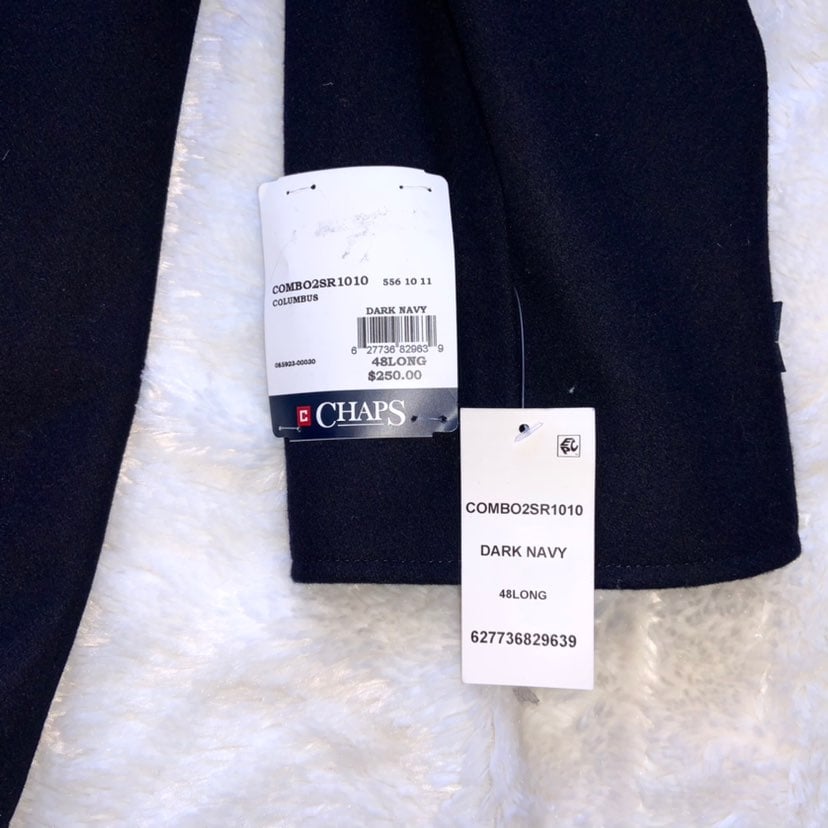 COMBO2SR1010 556 10 11
COLUMBUS
DARK NAVY
6 27736 82963 9
085923-00030
48LONG
$250.00
C CHAPS
COMBO2SR1010
DARK NAVY
48LONG
627736829639